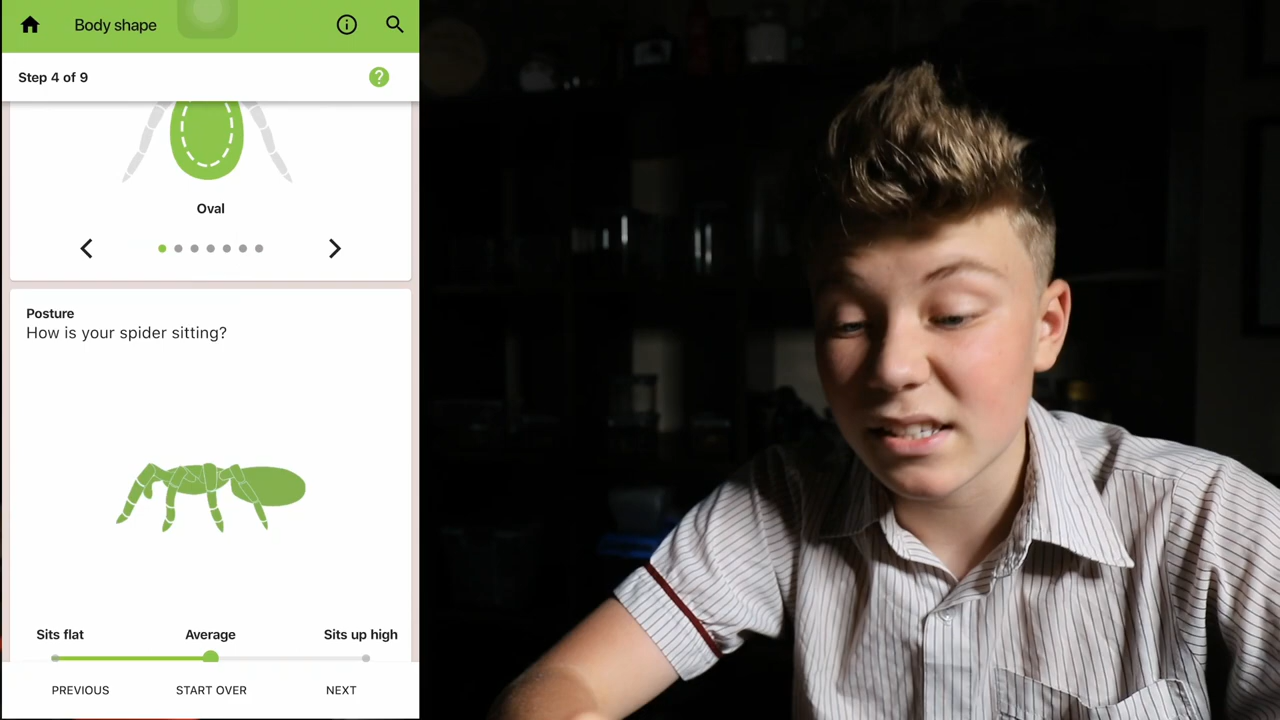 Body shape
Step 4 of 9
?
Oval
Posture
How is your spider sitting?
Sits flat
Average
Sits up high
PREVIOUS
START OVER
NEXT